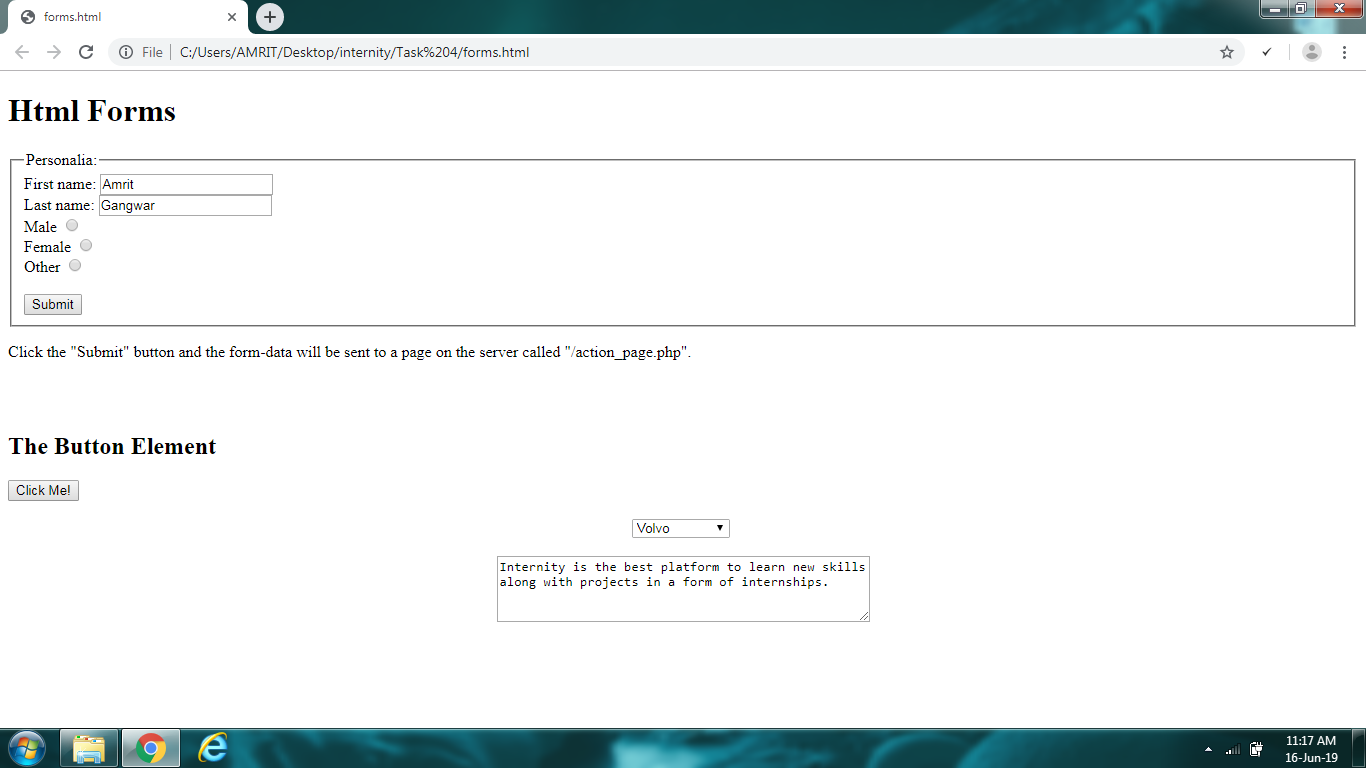 forms.html
File
C:/Users/AMRIT/Desktop/internity/Task%204/forms.html
Html Forms
Personalia:
First name: Amrit
Last name: Gangwar
Male
Female
Other
Submit
Click the "Submit" button and the form-data will be sent to a page on the server called "/action_page.php".
The Button Element
Click Me!
Volvo
Internity is the best platform to learn new skills
along with projects in a form of internships.
11:17 AM
16-Jun-19